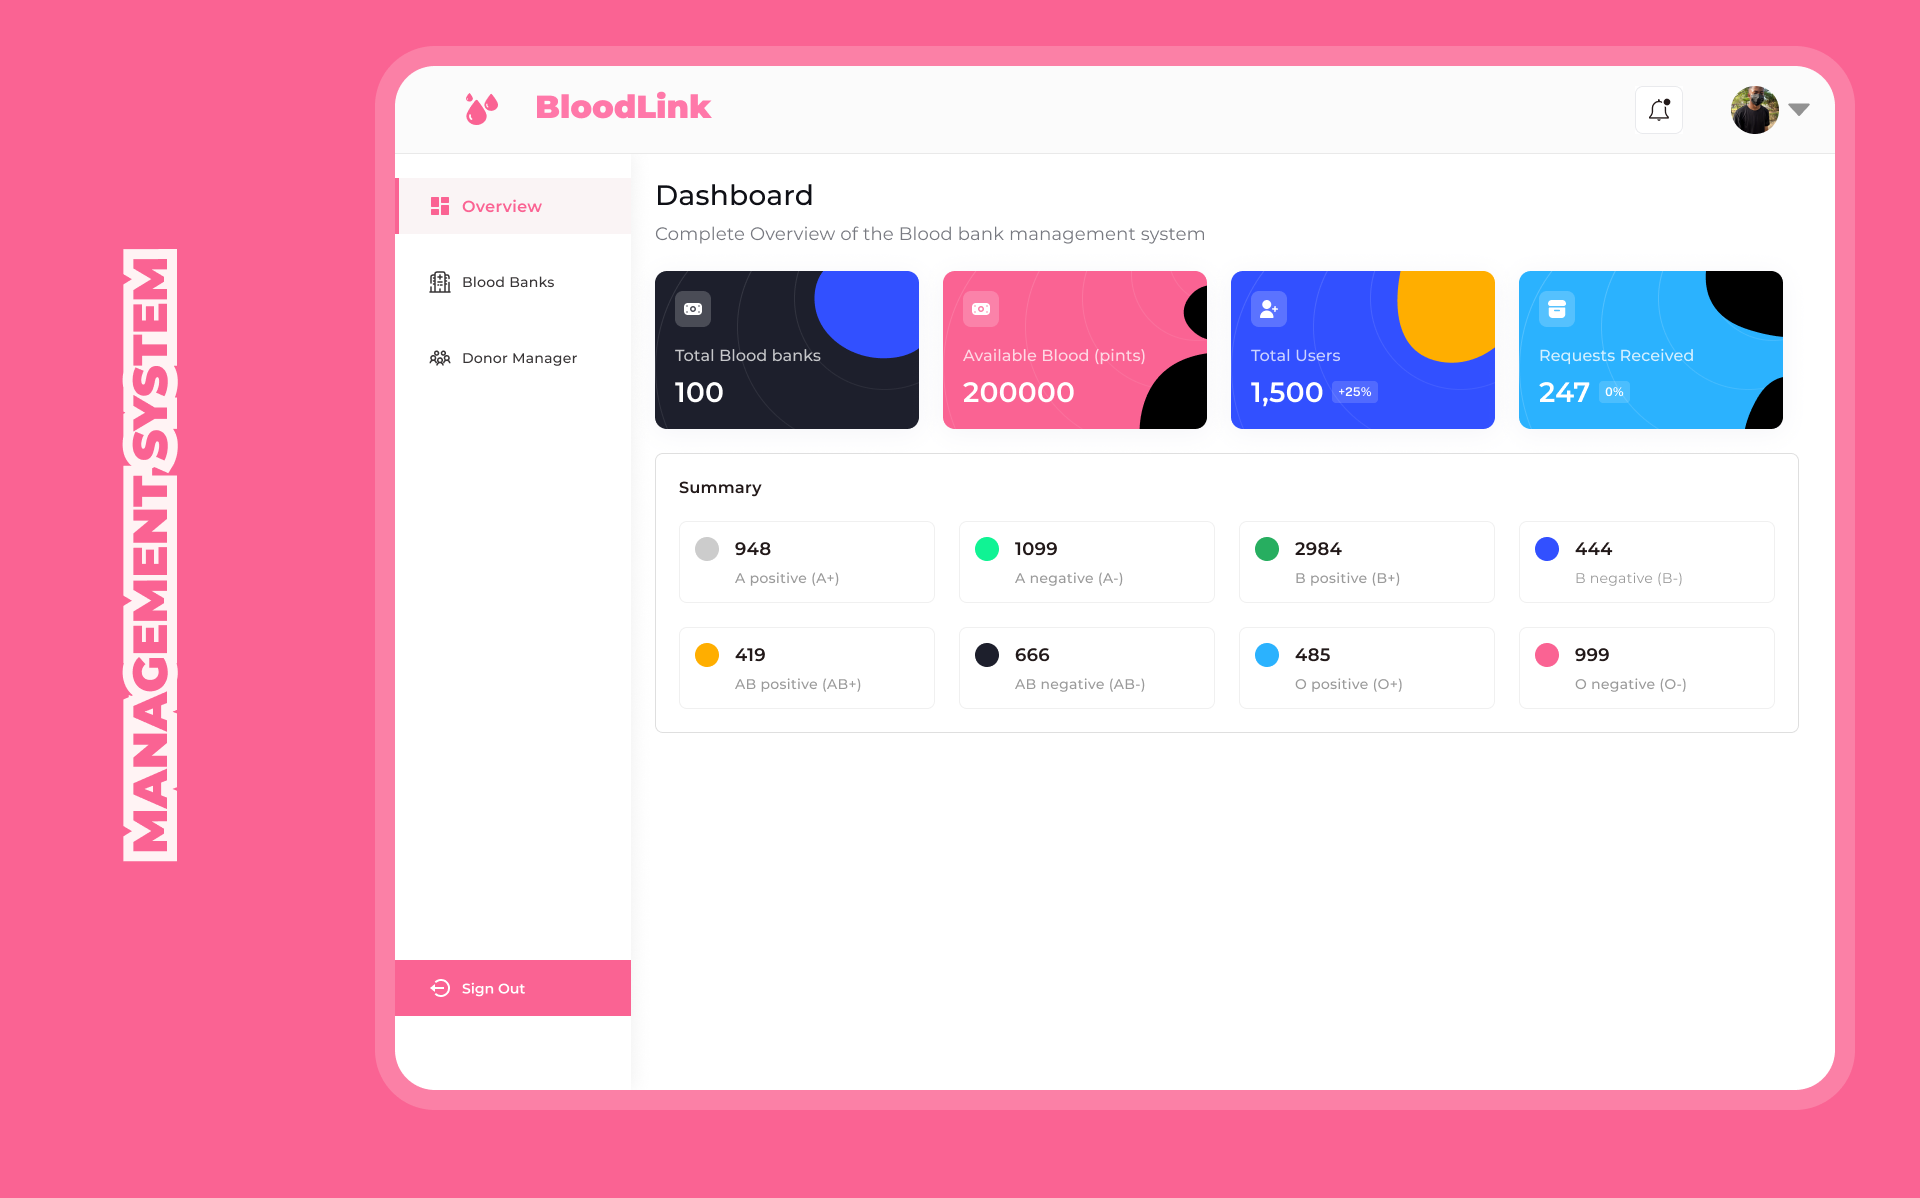 MANAGEMENT SYSTEM
BloodLink
Overview
Blood Banks
Donor Manager
Sign Out
Dashboard
Complete Overview of the Blood bank management system
Total Blood banks
100
Available Blood (pints)
200000
Total Users
1,500 +25%
Requests Received
247 0%
Summary
948
A positive (A+)
1099
A negative (A-)
2984
B positive (B+)
444
B negative (B-)
419
AB positive (AB+)
666
AB negative (AB-)
485
O positive (O+)
999
O negative (O-)